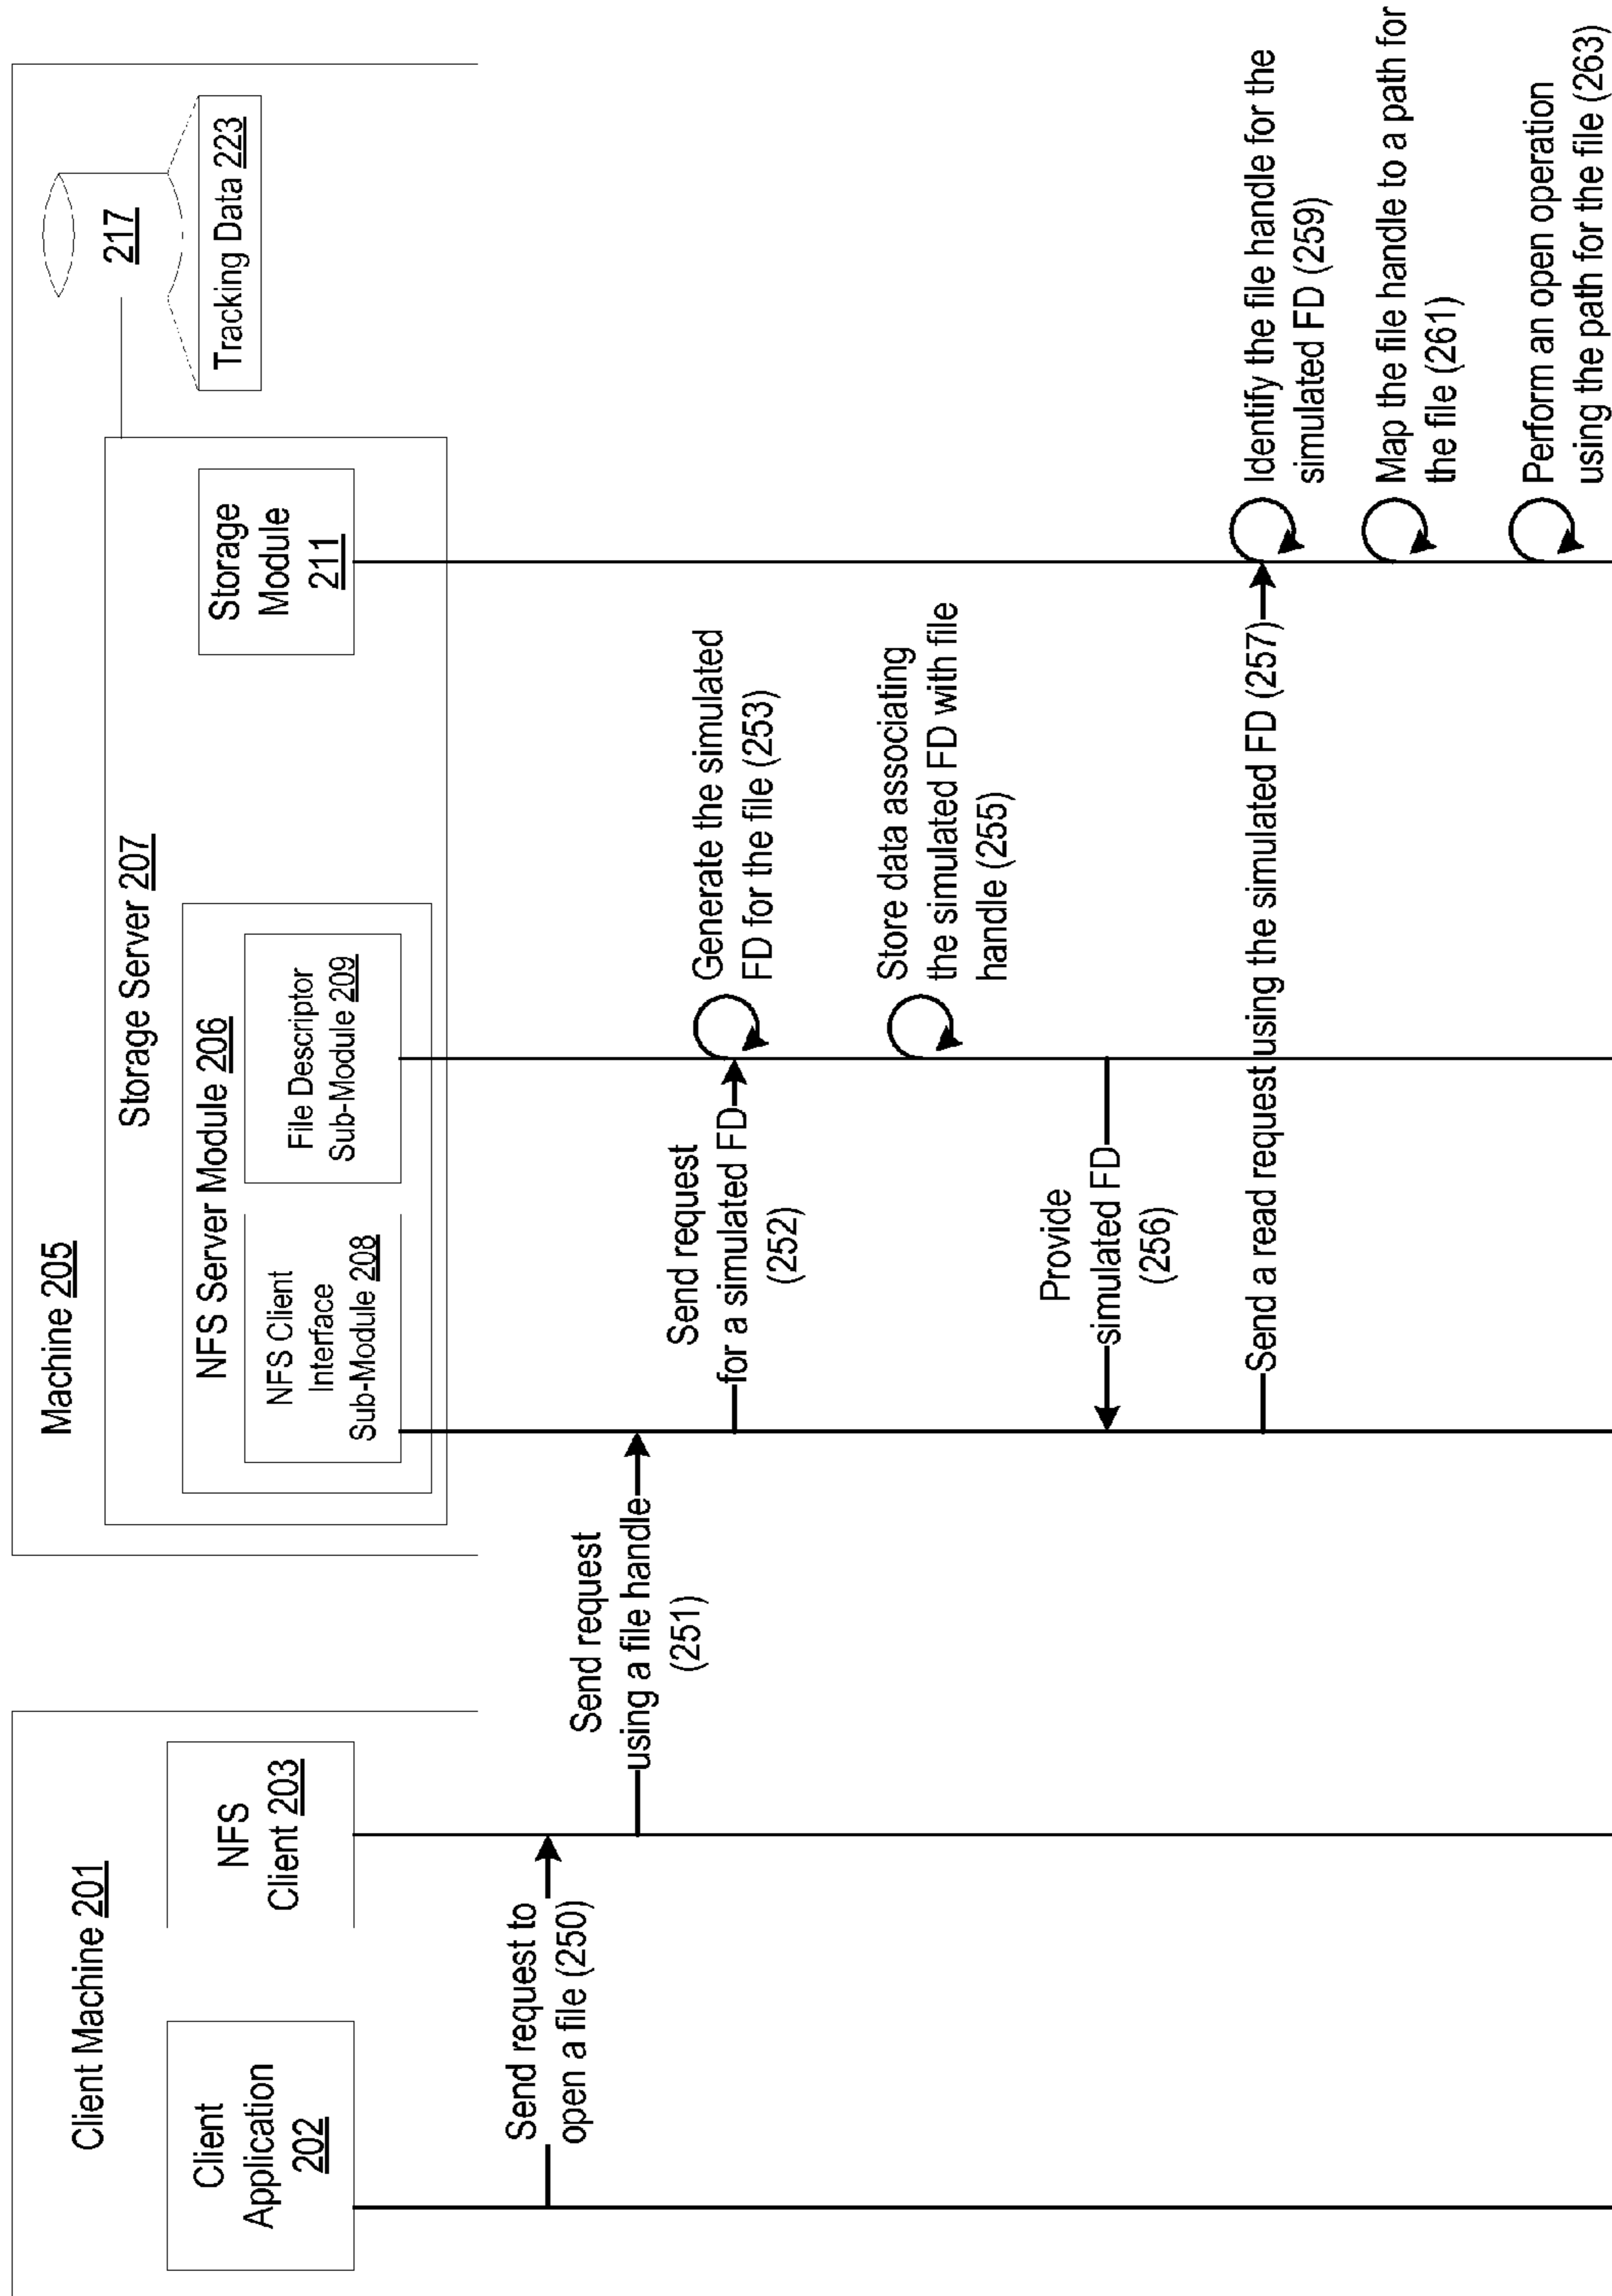 Client Machine 201
Client
Application
202
NFS
Client 203
Machine 205
Storage Server 207
NFS Server Module 206
NFS Client
Interface
Sub-Module 208
File Descriptor
Sub-Module 209
Storage
Module
211
217
Tracking Data 223
Send request to
open a file (250)
Send request
using a file handle
(251)
Send request
for a simulated FD
(252)
Generate the simulated
FD for the file (253)
Store data associating
the simulated FD with file
handle (255)
Provide
simulated FD
(256)
Send a read request using the simulated FD (257)
Identify the file handle for the
simulated FD (259)
Map the file handle to a path for
the file (261)
Perform an open operation
using the path for the file (263)